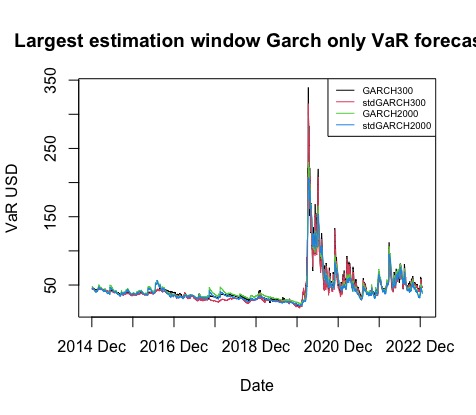 Largest estimation window Garch only VaR forecas
350
250
150
50
VaR USD
GARCH300
stdGARCH300
GARCH2000
stdGARCH2000
2014 Dec 2016 Dec 2018 Dec 2020 Dec 2022 Dec
Date